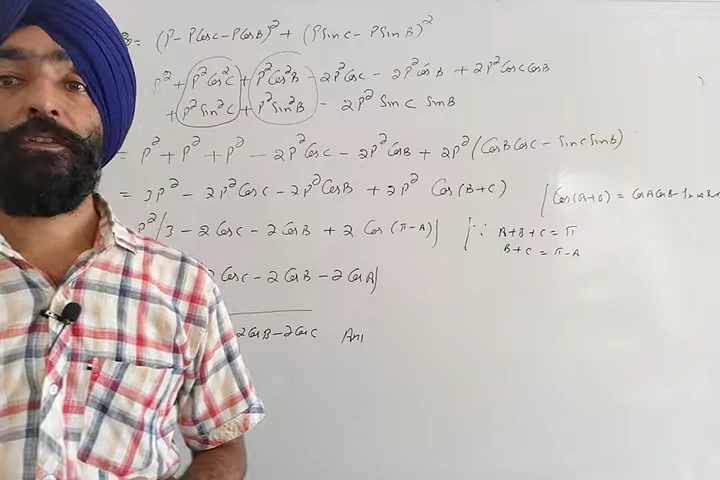 = (P - P Cos C - P Cos B)² + (P Sin C - P Sin B)²
P² + P² Cos² C + P² Cos² B - 2P² Cos C - 2P² Cos B + 2P² Cos C Cos B
+ P² Sin² C + P² Sin² B - 2P² Sin C Sin B
= P² + P² + P² - 2P² Cos C - 2P² Cos B + 2P² (Cos B Cos C - Sin C Sin B)
= 3P² - 2P² Cos C - 2P² Cos B + 2P² Cos (B+C) | Cos (A+B) = Cos A Cos B -
P² |3 - 2 Cos C - 2 Cos B + 2 Cos (π - A)| | ∵ A + B + C = π
B + C = π - A
Cos C - 2 Cos B - 2 Cos A|
2 Cos B - 2 Cos C Ans